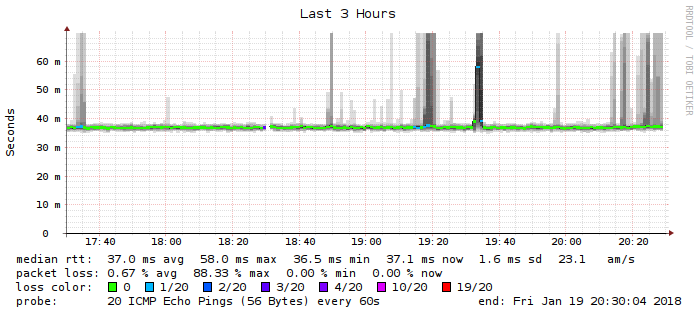 Last 3 Hours
RRDTOOL / TOBI OETIKER
Seconds
60 m
50 m
40 m
30 m
20 m
10 m
0
17:40 18:00 18:20 18:40 19:00 19:20 19:40 20:00 20:20
median rtt: 37.0 ms avg 58.0 ms max 36.5 ms min 37.1 ms now 1.6 ms sd 23.1 am/s
packet loss: 0.67 % avg 88.33 % max 0.00 % min 0.00 % now
loss color: 0 1/20 2/20 3/20 4/20 10/20 19/20
probe: 20 ICMP Echo Pings (56 Bytes) every 60s end: Fri Jan 19 20:30:04 2018